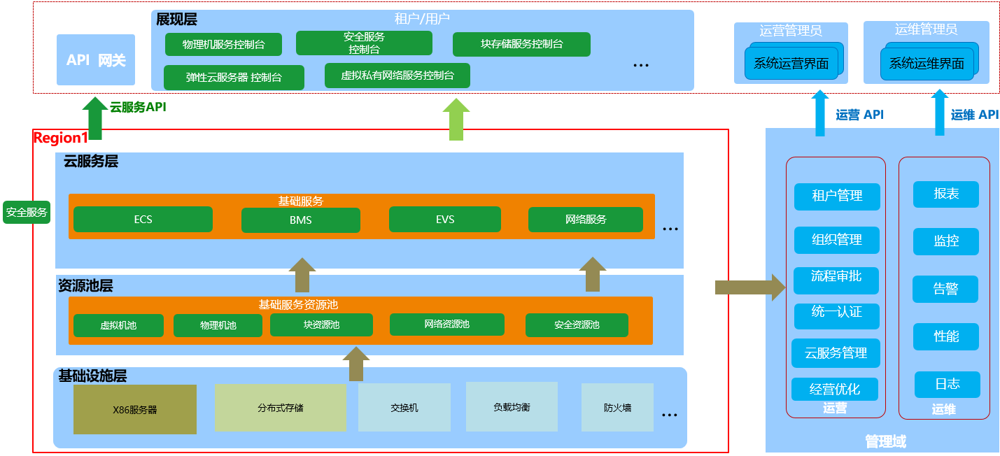 展现层
租户/用户
API 网关
物理机服务控制台
安全服务
控制台
块存储服务控制台
弹性云服务器 控制台
虚拟私有网络服务控制台
...
运营管理员
系统运营界面
运维管理员
系统运维界面
云服务API
运营 API
运维 API
Region1
云服务层
安全服务
基础服务
ECS
BMS
EVS
网络服务
...
资源池层
基础服务资源池
虚拟机池
物理机池
块资源池
网络资源池
安全资源池
基础设施层
X86服务器
分布式存储
交换机
负载均衡
防火墙
...
租户管理
组织管理
流程审批
统一认证
云服务管理
经营优化
运营
报表
监控
告警
性能
日志
运维
管理域